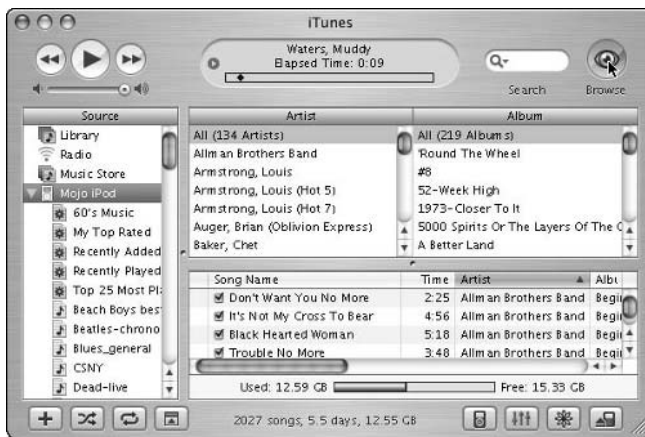 iTunes
Waters, Muddy
Elapsed Time: 0:09
Search
Browse
Source
Library
Radio
Music Store
Mojo iPod
60's Music
My Top Rated
Recently Added
Recently Played
Top 25 Most Pl
Beach Boys bes
Beatles-chrono
Blues_general
CSNY
Dead-live
Artist
All (134 Artists)
Allman Brothers Band
Armstrong, Louis
Armstrong, Louis (Hot 5)
Armstrong, Louis (Hot 7)
Auger, Brian (Oblivion Express)
Baker, Chet
Album
All (219 Albums)
'Round The Wheel
#8
52-Week High
1973-Closer To It
5000 Spirits Or The Layers Of The
A Better Land
Song Name Time Artist Albu
Don't Want You No More 2:25 Allman Brothers Band Begi
It's Not My Cross To Bear 4:56 Allman Brothers Band Begi
Black Hearted Woman 5:18 Allman Brothers Band Begi
Trouble No More 3:48 Allman Brothers Band Begi
Used: 12.59 GB Free: 15.33 GB
2027 songs, 5.5 days, 12.55 GB